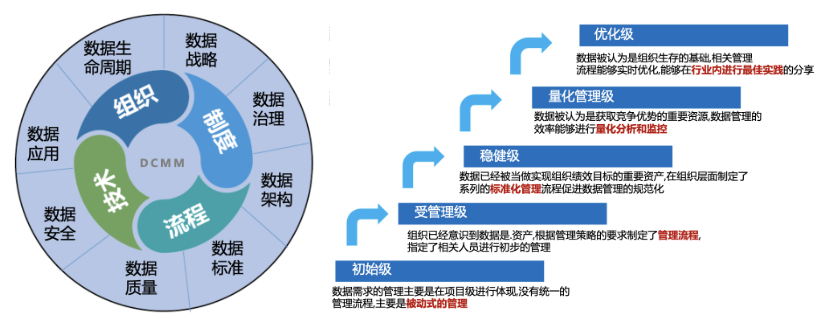 数据生
命周期
数据
战略
数据
治理
数据
架构
数据
标准
数据
质量
数据
安全
数据
应用
组织
制度
流程
技术
DCMM
优化级
数据被认为是组织生存的基础,相关管理
流程能够实时优化,能够在行业内进行最佳实践的分享
量化管理级
数据被认为是获取竞争优势的重要资源,数据管理的
效率能够进行量化分析和监控
稳健级
数据已经被当做实现组织绩效目标的重要资产,在组织层面制定了
系列的标准化管理流程促进数据管理的规范化
受管理级
组织已经意识到数据是.资产,根据管理策略的要求制定了管理流程,
指定了相关人员进行初步的管理
初始级
数据需求的管理主要是在项目级进行体现,没有统一的
管理流程,主要是被动式的管理